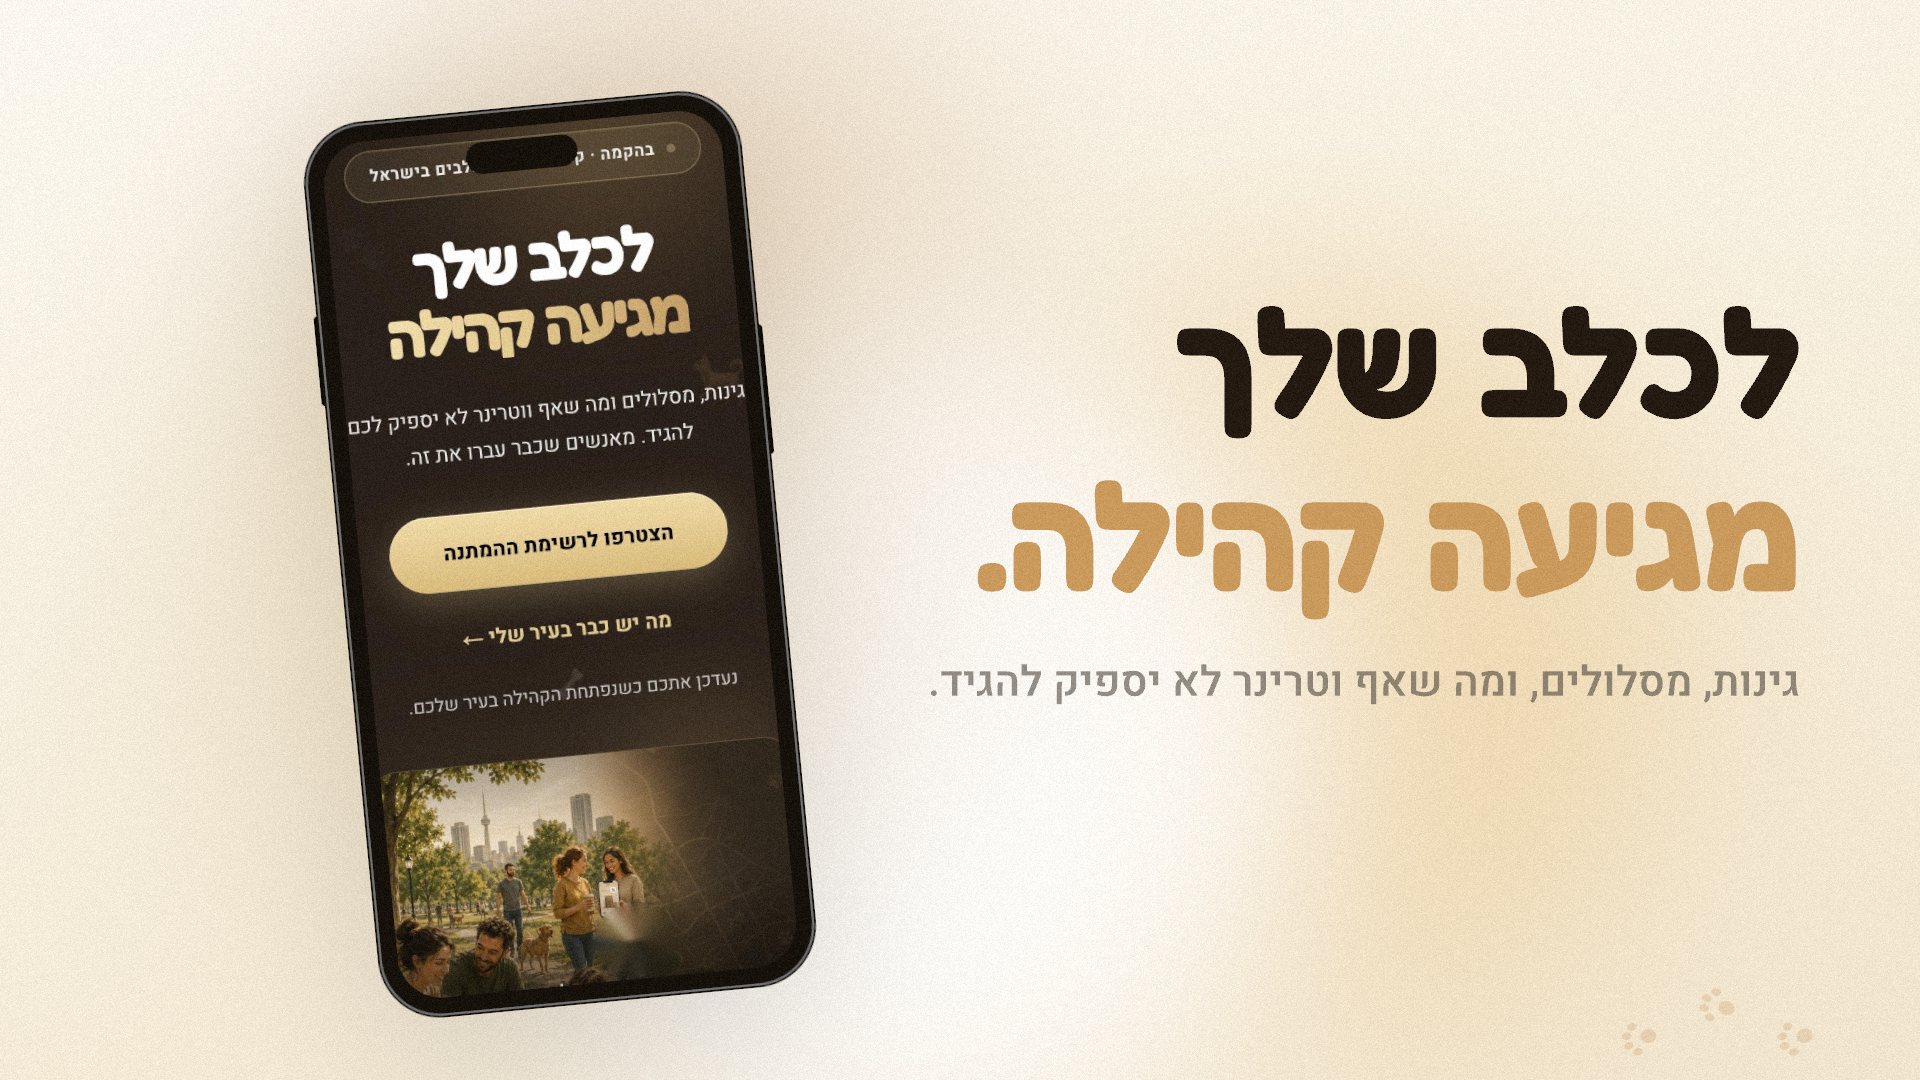 לכלב שלך
מגיעה קהילה.
גינות, מסלולים, ומה שאף וטרינר לא יספיק להגיד.
בהקמה · לבים בישראל
לכלב שלך
מגיעה קהילה
גינות, מסלולים ומה שאף ווטרינר לא יספיק לכם
להגיד. מאנשים שכבר עברו את זה.
הצטרפו לרשימת ההמתנה
מה יש כבר בעיר שלי ←
נעדכן אתכם כשנפתחת הקהילה בעיר שלכם.